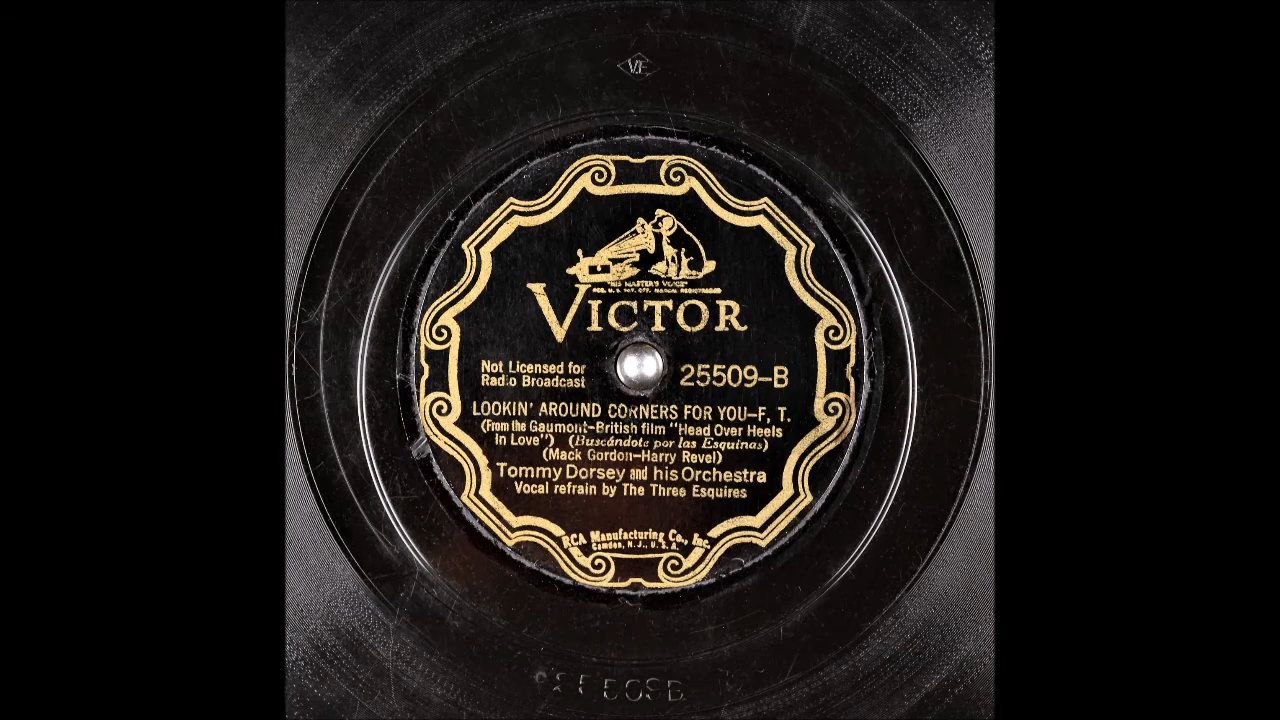 VE
"HIS MASTER'S VOICE"
REG. U. S. PAT. OFF. MARCA REGISTRADA
VICTOR
Not Licensed for
Radio Broadcast
25509–B
LOOKIN' AROUND CORNERS FOR YOU–F. T.
(From the Gaumont–British film "Head Over Heels
In Love") (Buscándote por las Esquinas)
(Mack Gordon–Harry Revel)
Tommy Dorsey and his Orchestra
Vocal refrain by The Three Esquires
RCA Manufacturing Co., Inc.
Camden, N. J., U. S. A.
25509B